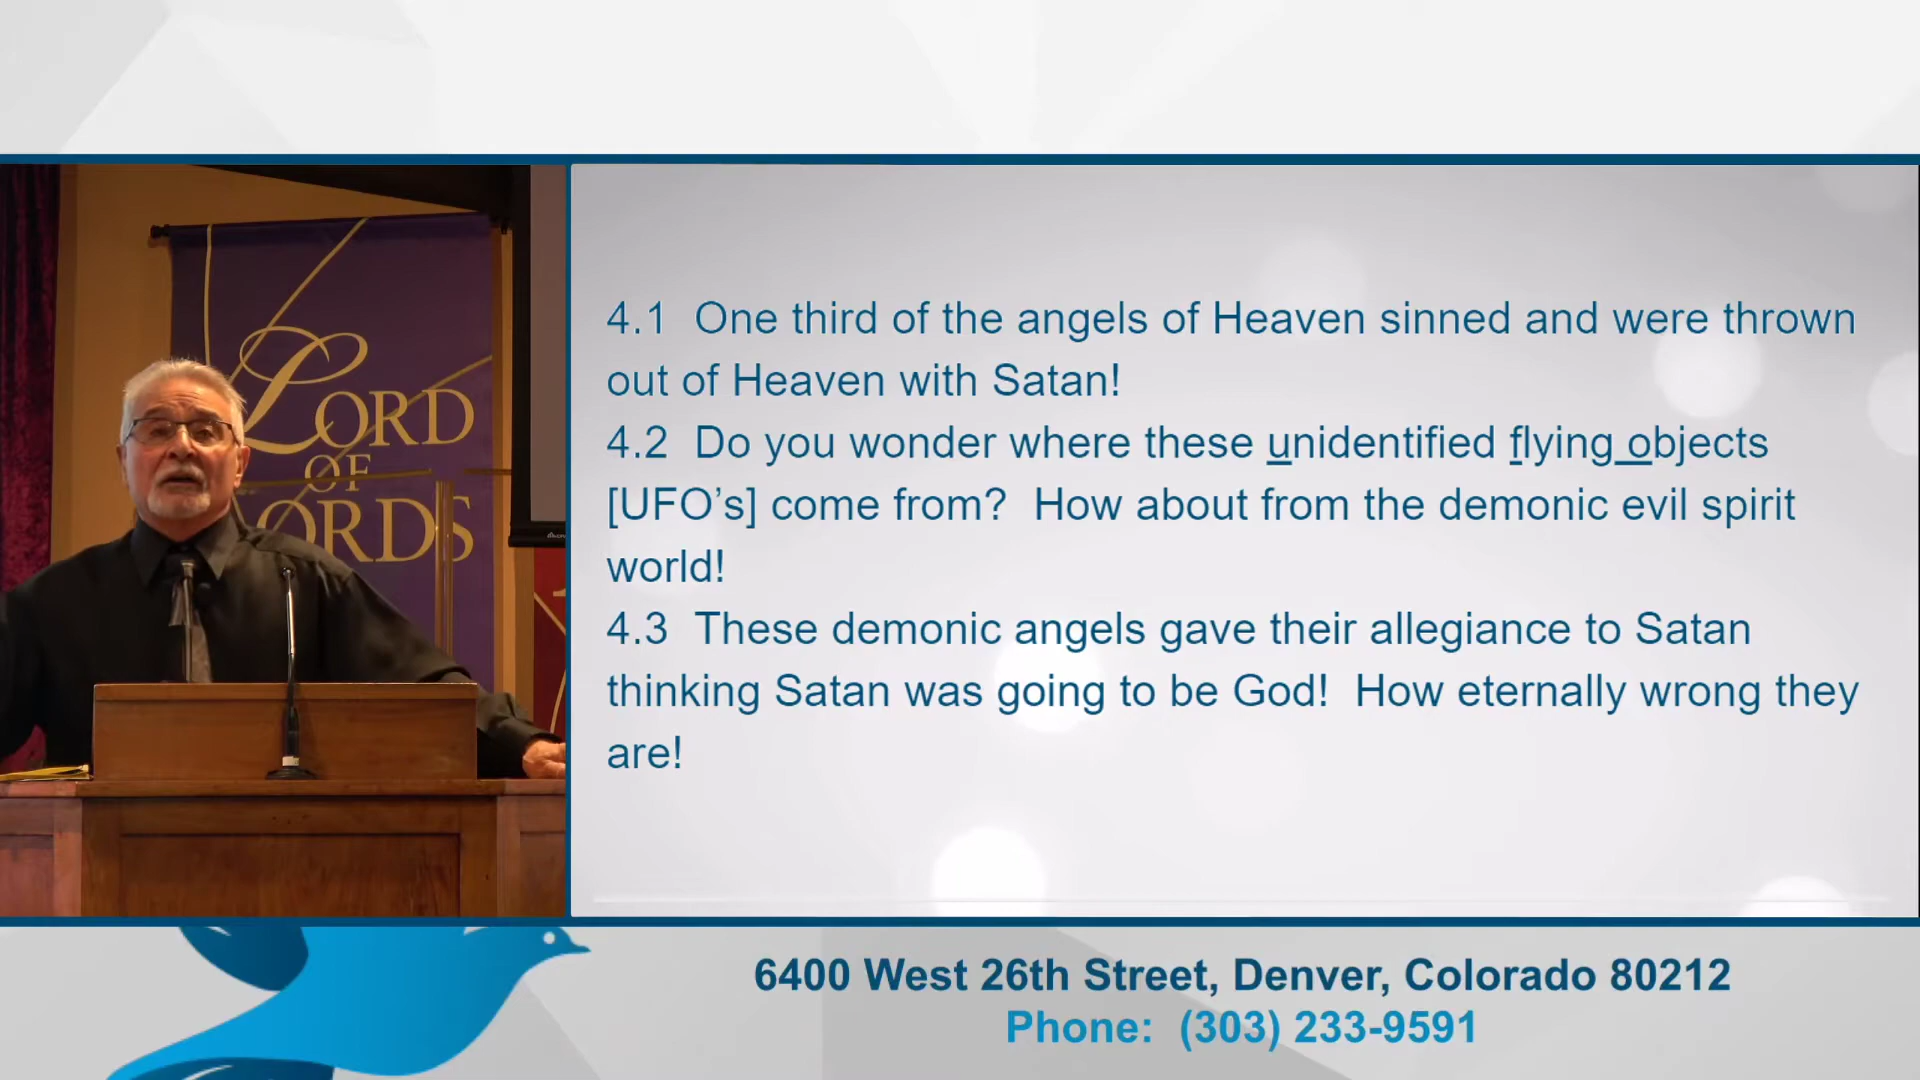 LORD
OF
LORDS
4.1 One third of the angels of Heaven sinned and were thrown
out of Heaven with Satan!
4.2 Do you wonder where these unidentified flying objects
[UFO’s] come from? How about from the demonic evil spirit
world!
4.3 These demonic angels gave their allegiance to Satan
thinking Satan was going to be God! How eternally wrong they
are!
6400 West 26th Street, Denver, Colorado 80212
Phone: (303) 233-9591